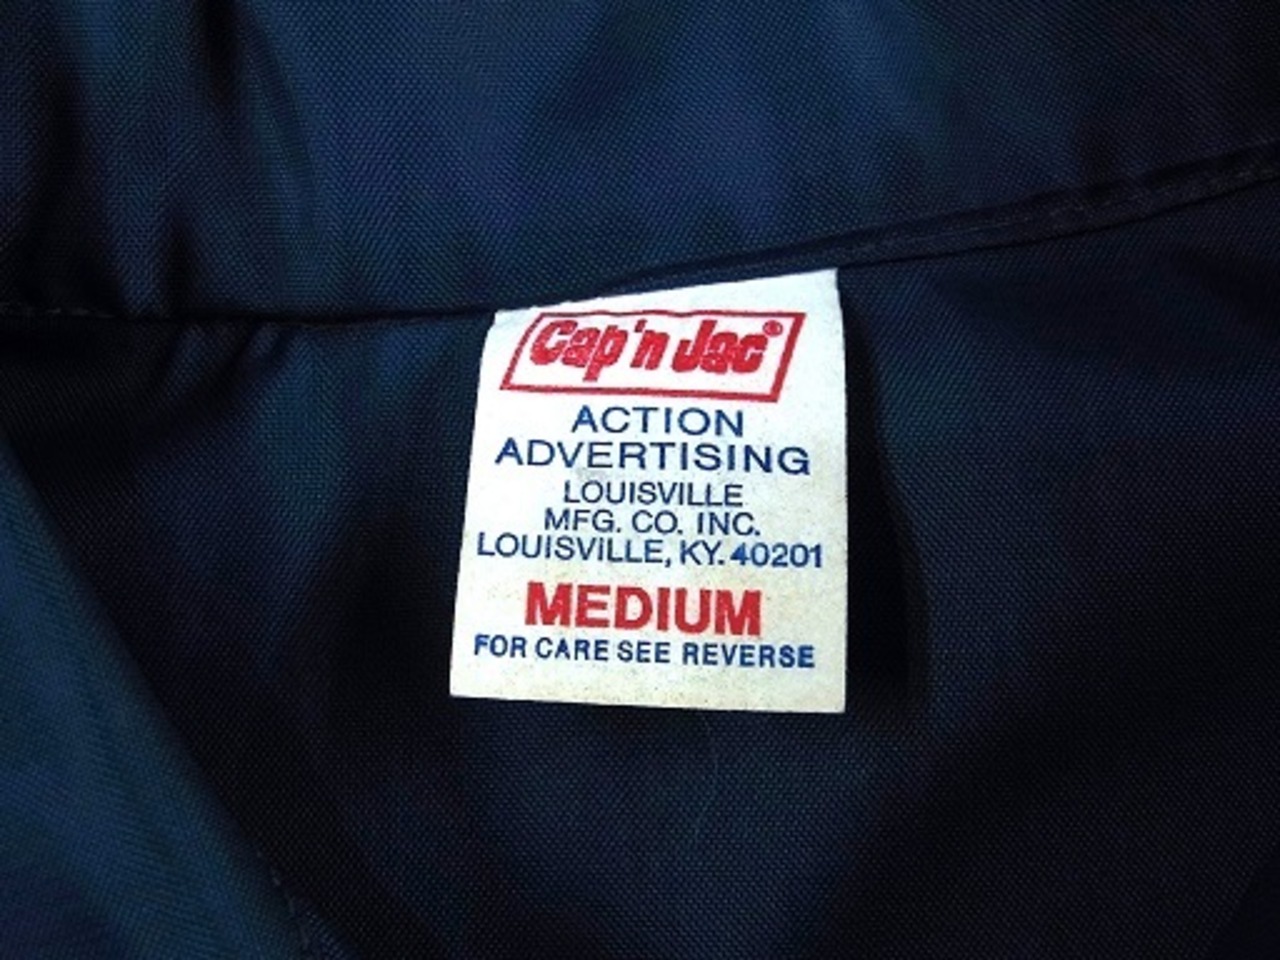 Cap'n Jac®
ACTION
ADVERTISING
LOUISVILLE
MFG. CO. INC.
LOUISVILLE, KY. 40201
MEDIUM
FOR CARE SEE REVERSE